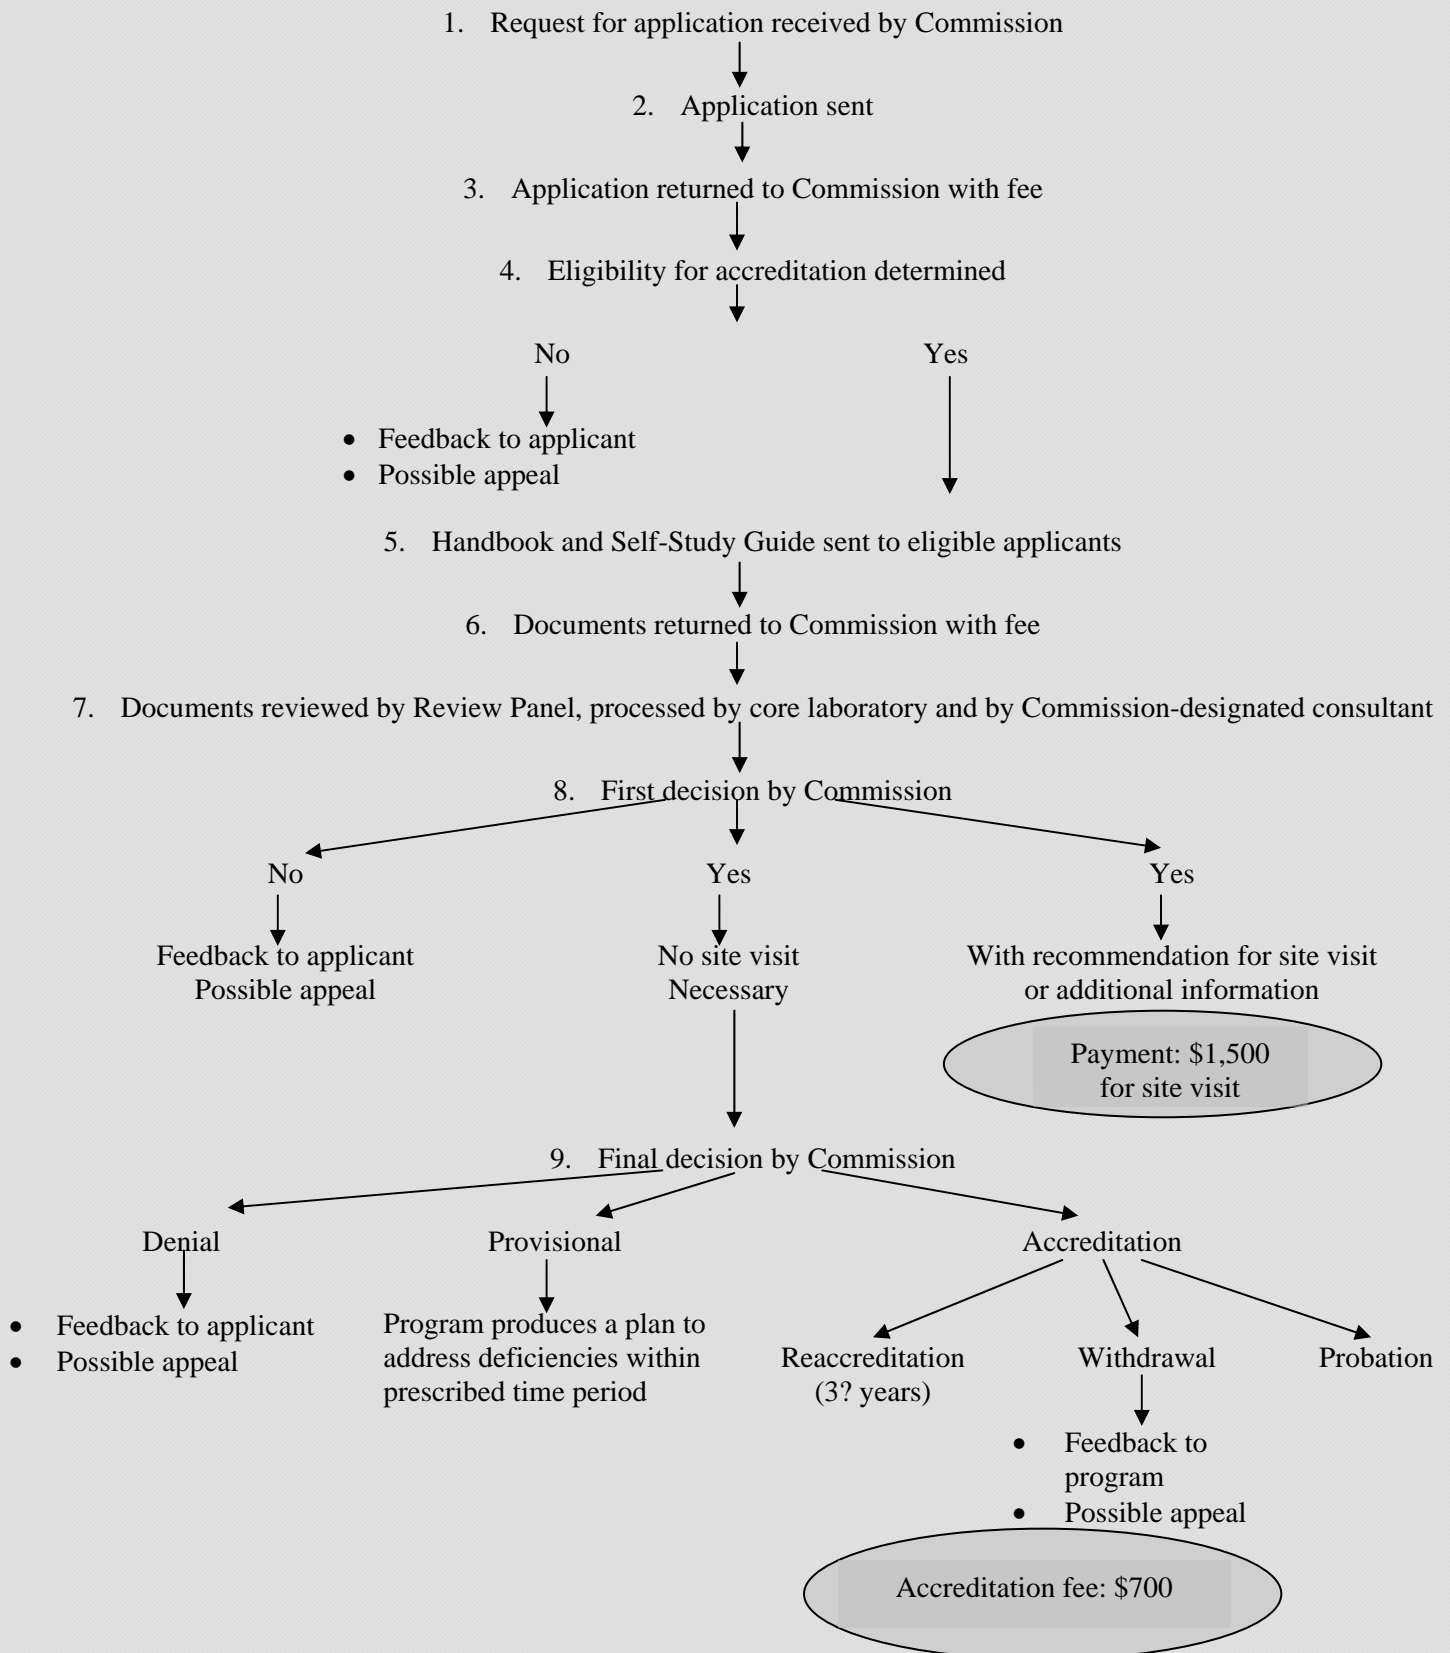 1. Request for application received by Commission
2. Application sent
3. Application returned to Commission with fee
4. Eligibility for accreditation determined
No
Yes
• Feedback to applicant
• Possible appeal
5. Handbook and Self-Study Guide sent to eligible applicants
6. Documents returned to Commission with fee
7. Documents reviewed by Review Panel, processed by core laboratory and by Commission-designated consultant
8. First decision by Commission
No
Yes
Yes
Feedback to applicant
Possible appeal
No site visit
Necessary
With recommendation for site visit
or additional information
Payment: $1,500
for site visit
9. Final decision by Commission
Denial
Provisional
Accreditation
• Feedback to applicant
• Possible appeal
Program produces a plan to
address deficiencies within
prescribed time period
Reaccreditation
(3? years)
Withdrawal
Probation
• Feedback to
program
• Possible appeal
Accreditation fee: $700